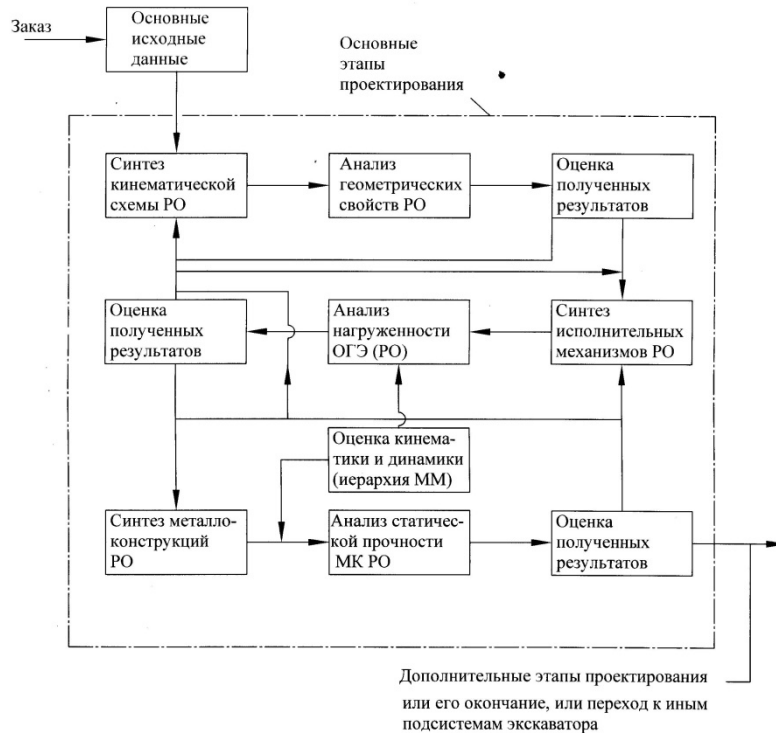 Заказ
Основные
исходные
данные
Основные
этапы
проектирования
Синтез
кинематической
схемы РО
Анализ
геометрических
свойств РО
Оценка
полученных
результатов
Оценка
полученных
результатов
Анализ
нагруженности
ОГЭ (РО)
Синтез
исполнительных
механизмов РО
Оценка кинема-
тики и динамики
(иерархия ММ)
Синтез металло-
конструкций
РО
Анализ статичес-
кой прочности
МК РО
Оценка
полученных
результатов
Дополнительные этапы проектирования
или его окончание, или переход к иным
подсистемам экскаватора